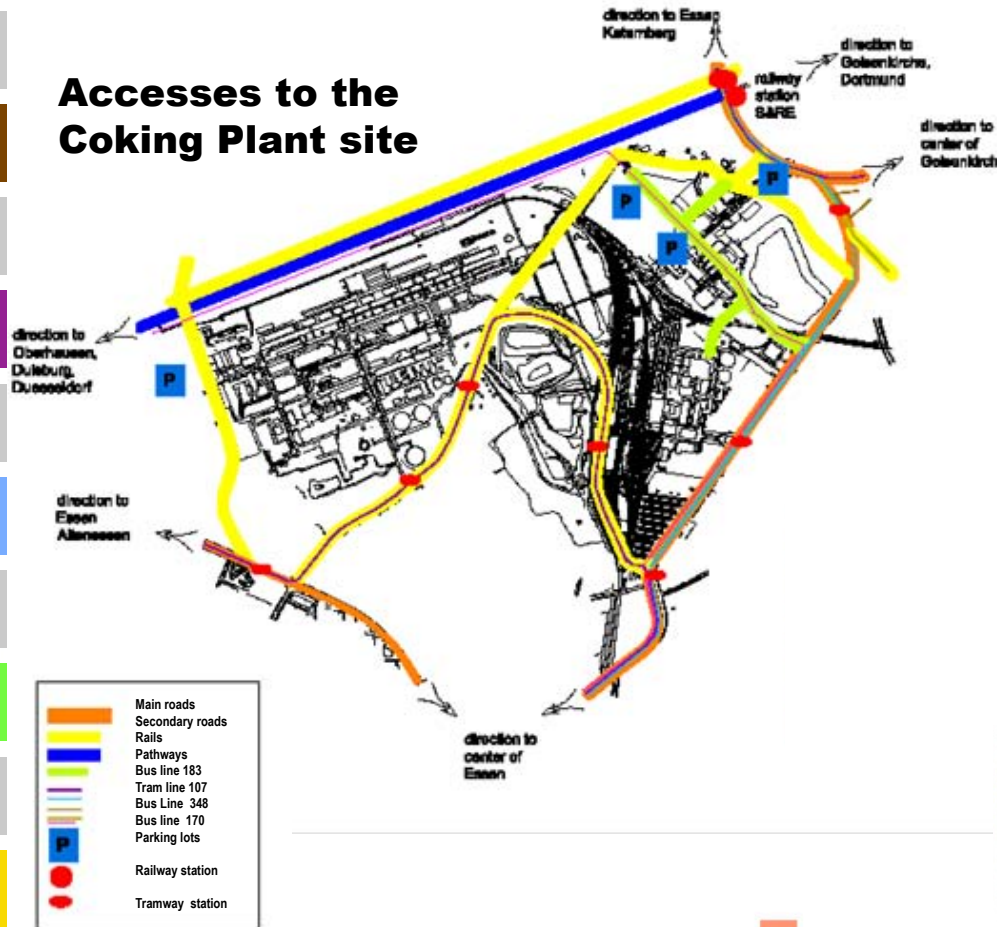 Accesses to the
Coking Plant site
direction to Essen
Katernberg
direction to
Gelsenkirche,
Dortmund
railway
station
S&RE
direction to
center of
Gelsenkirch
P
P
P
direction to
Oberhausen,
Duisburg,
Duesseldorf
P
direction to
Essen
Altenessen
direction to
center of
Essen
Main roads
Secondary roads
Rails
Pathways
Bus line 183
Tram line 107
Bus Line 348
Bus line 170
P
Parking lots
Railway station
Tramway station